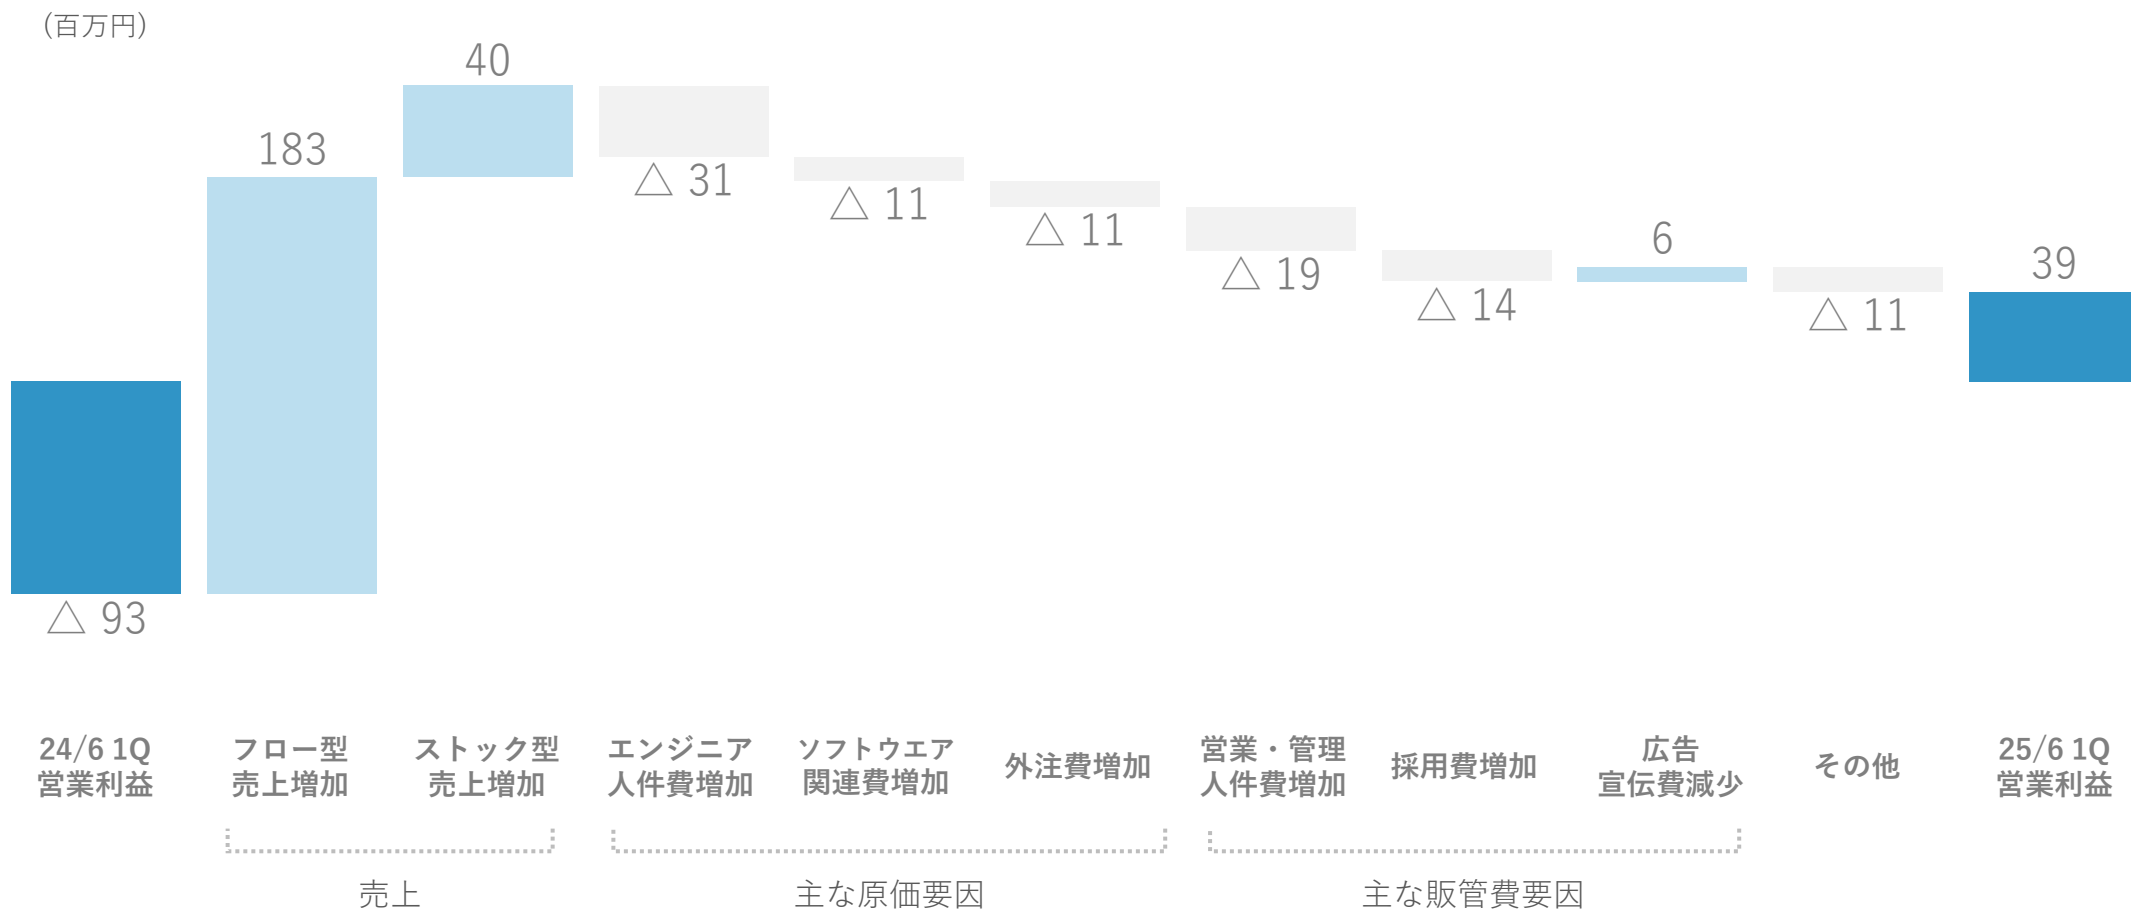 （百万円）
△ 93
183
40
△ 31
△ 11
△ 11
△ 19
△ 14
6
△ 11
39
24/6 1Q
営業利益
フロー型
売上増加
ストック型
売上増加
エンジニア
人件費増加
ソフトウエア
関連費増加
外注費増加
営業・管理
人件費増加
採用費増加
広告
宣伝費減少
その他
25/6 1Q
営業利益
売上
主な原価要因
主な販管費要因